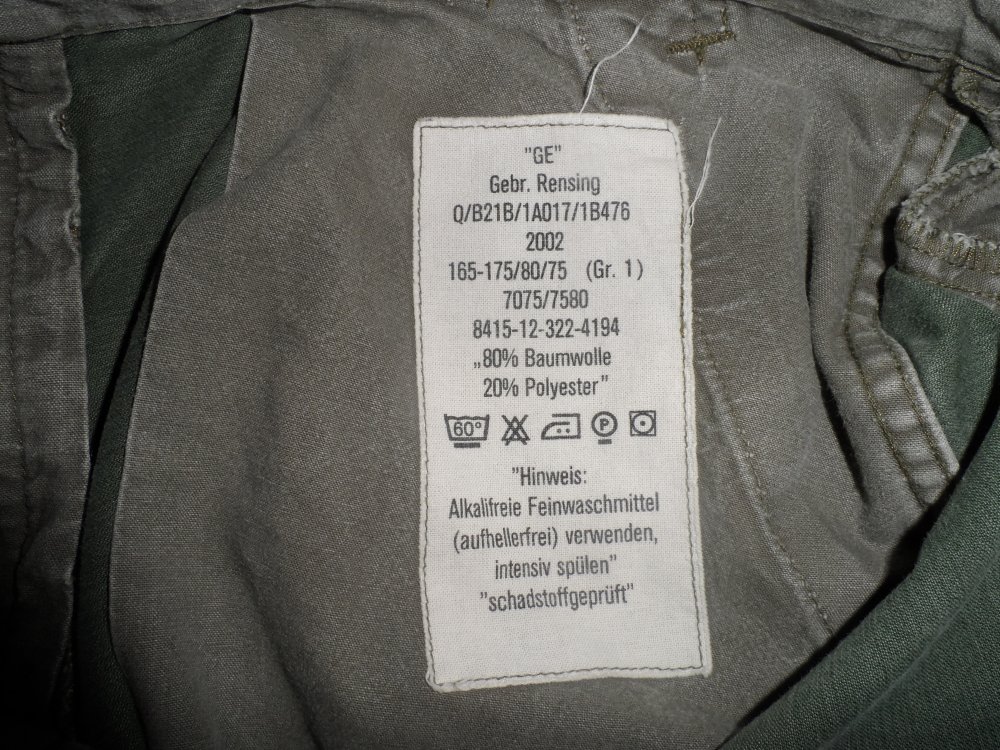 "GE"
Gebr. Rensing
Q/B21B/1A017/1B476
2002
165-175/80/75 (Gr. 1)
7075/7580
8415-12-322-4194
„80% Baumwolle
20% Polyester"
60° P
"Hinweis:
Alkalifreie Feinwaschmittel
(aufhellerfrei) verwenden,
intensiv spülen"
"schadstoffgeprüft"